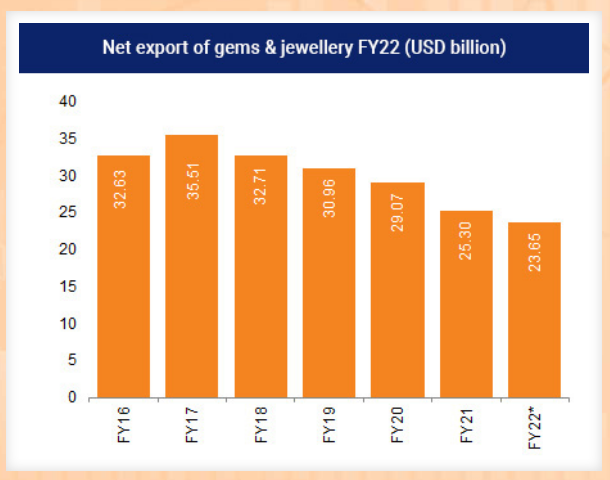 Net export of gems & jewellery FY22 (USD billion)
40
35
30
25
20
15
10
5
0
32.63
35.51
32.71
30.96
29.07
25.30
23.65
FY16
FY17
FY18
FY19
FY20
FY21
FY22*